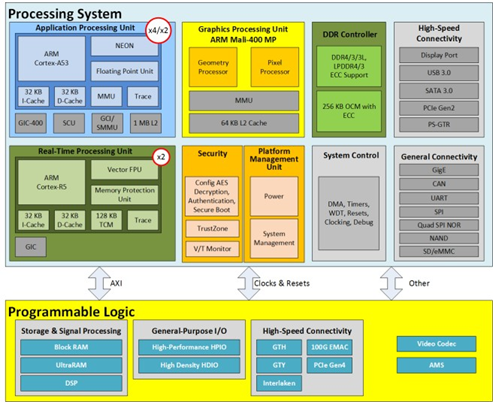 Processing System
Application Processing Unit
x4/x2
ARM
Cortex-A53
NEON
Floating Point Unit
32 KB
I-Cache
32 KB
D-Cache
MMU
Trace
GIC-400
SCU
GCI/
SMMU
1 MB L2
Graphics Processing Unit
ARM Mali-400 MP
Geometry
Processor
Pixel
Processor
MMU
64 KB L2 Cache
DDR Controller
DDR4/3/3L,
LPDDR4/3
ECC Support
256 KB OCM with
ECC
High-Speed
Connectivity
Display Port
USB 3.0
SATA 3.0
PCIe Gen2
PS-GTR
Real-Time Processing Unit
x2
ARM
Cortex-R5
Vector FPU
Memory Protection
Unit
32 KB
I-Cache
32 KB
D-Cache
128 KB
TCM
Trace
GIC
Security
Config AES
Decryption,
Authentication,
Secure Boot
TrustZone
V/T Monitor
Platform
Management
Unit
Power
System
Management
System Control
DMA, Timers,
WDT, Resets,
Clocking, Debug
General Connectivity
GigE
CAN
UART
SPI
Quad SPI NOR
NAND
SD/eMMC
AXI
Clocks & Resets
Other
Programmable Logic
Storage & Signal Processing
Block RAM
UltraRAM
DSP
General-Purpose I/O
High-Performance HPIO
High Density HDIO
High-Speed Connectivity
GTH
100G EMAC
GTY
PCIe Gen4
Interlaken
Video Codec
AMS